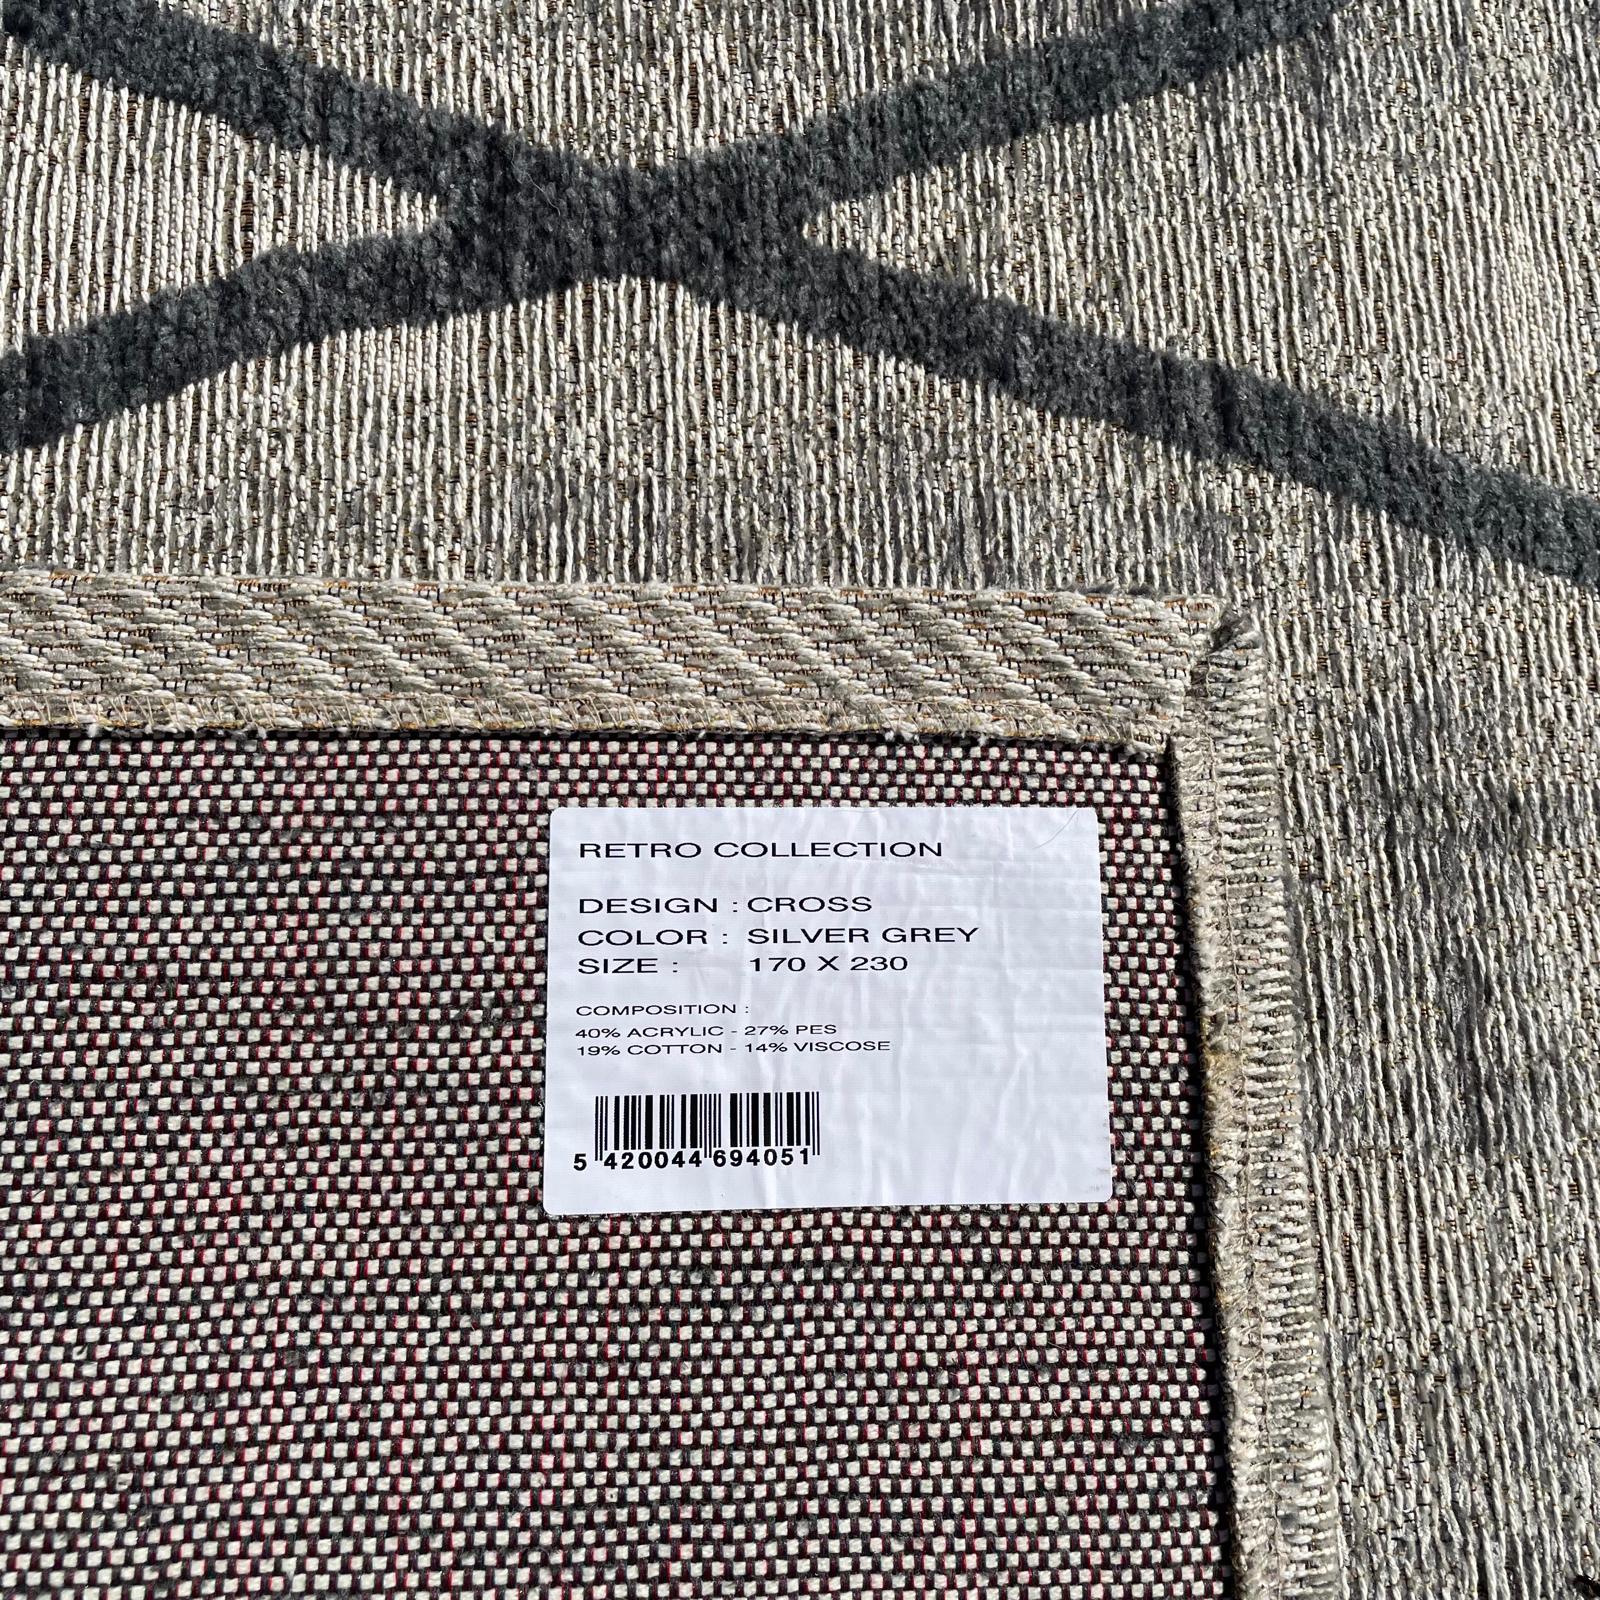 RETRO COLLECTION
DESIGN : CROSS
COLOR : SILVER GREY
SIZE : 170 X 230
COMPOSITION :
40% ACRYLIC - 27% PES
19% COTTON - 14% VISCOSE
5 420044 694051